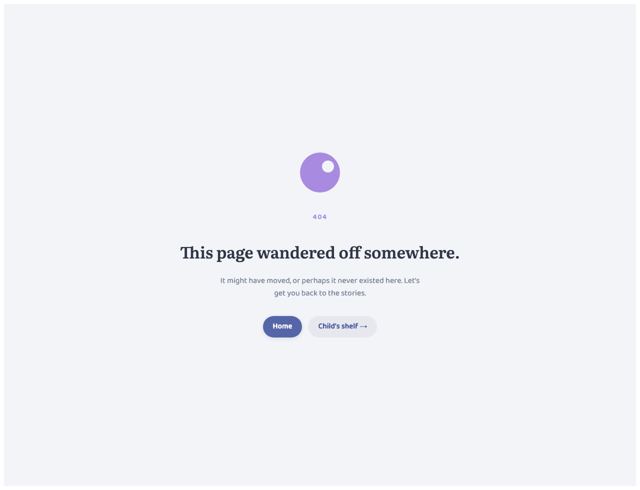 404
This page wandered off somewhere.
It might have moved, or perhaps it never existed here. Let's
get you back to the stories.
Home
Child's shelf →